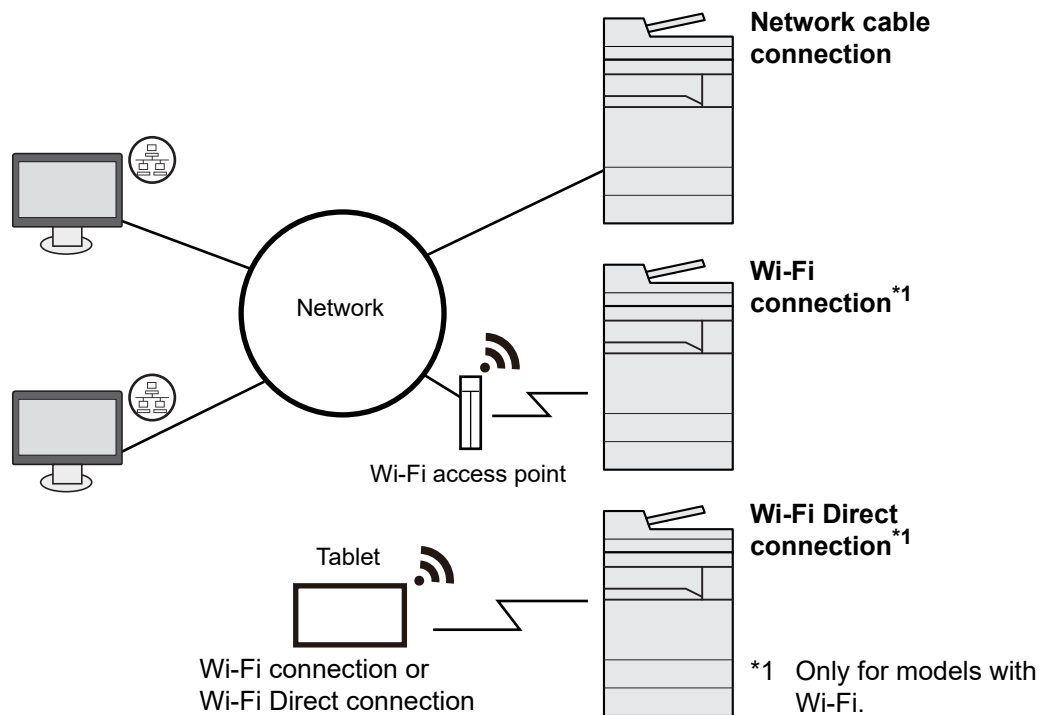 Network cable
connection
Network
Wi-Fi
connection*1
Wi-Fi access point
Wi-Fi Direct
connection*1
Tablet
Wi-Fi connection or
Wi-Fi Direct connection
*1 Only for models with
Wi-Fi.